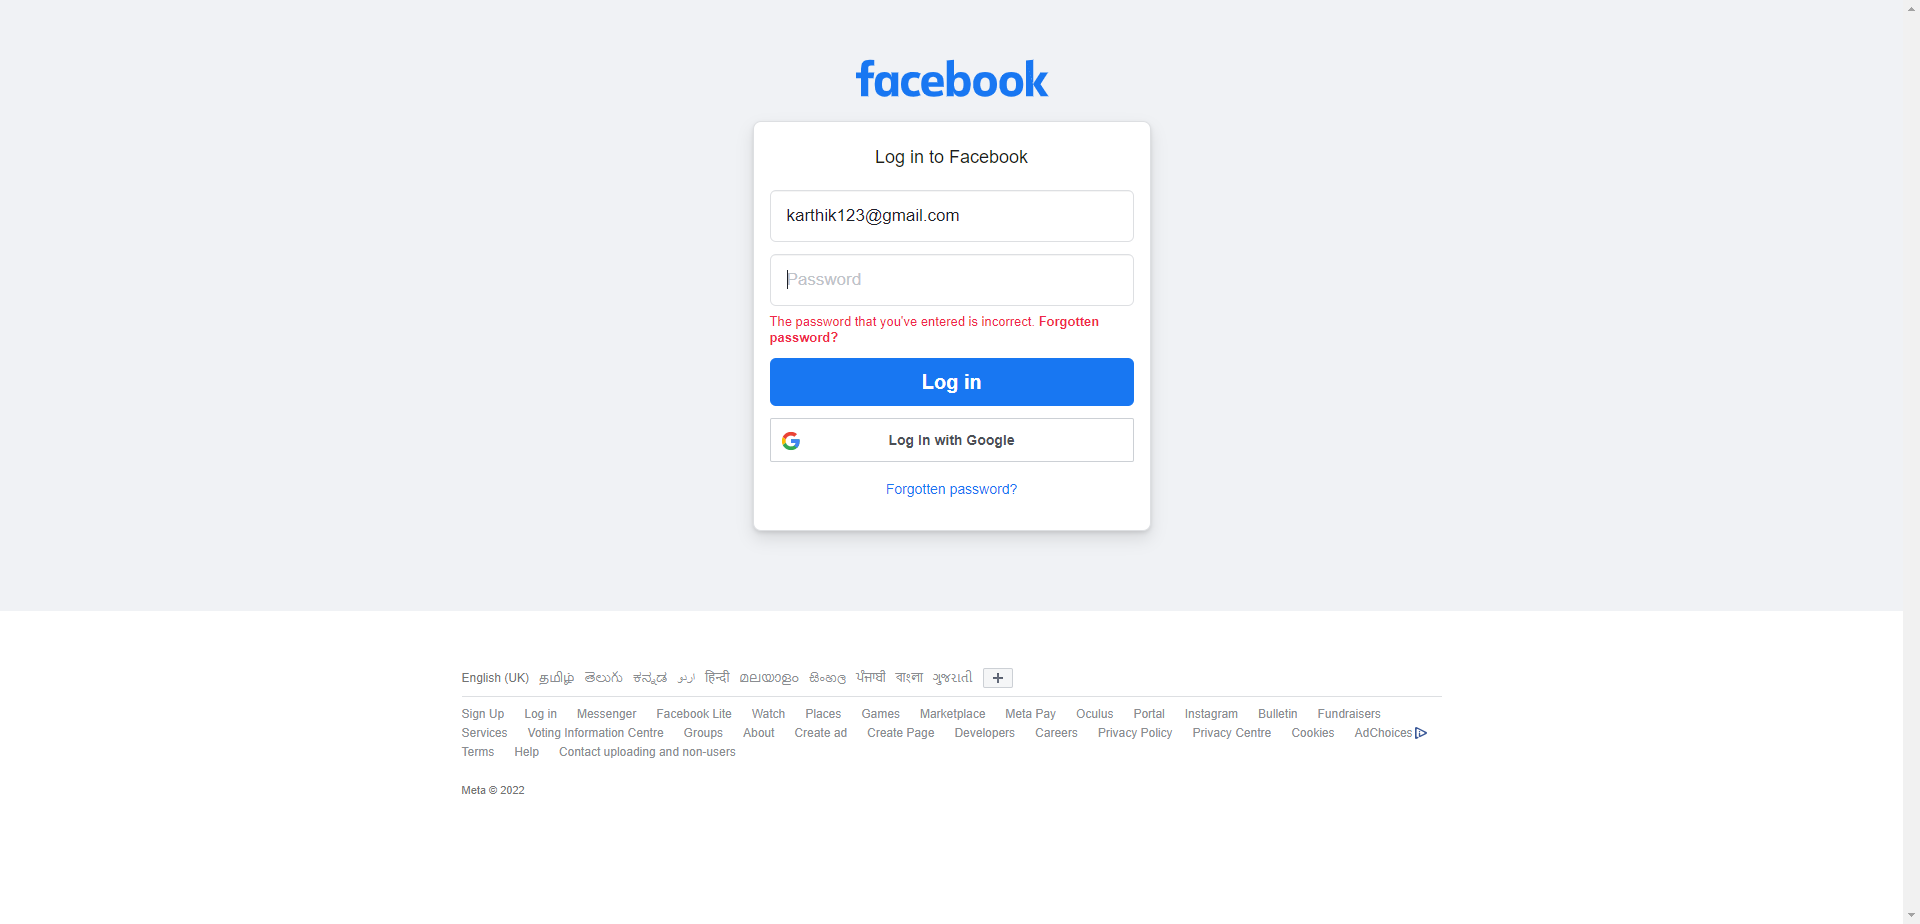 facebook
Log in to Facebook
karthik123@gmail.com
Password
The password that you've entered is incorrect. Forgotten
password?
Log in
Log In with Google
Forgotten password?
English (UK) தமிழ் తెలుగు ಕನ್ನಡ اردو हिन्दी മലയാളം සිංහල ਪੰਜਾਬੀ বাংলা ગુજરાતી +
Sign Up Log in Messenger Facebook Lite Watch Places Games Marketplace Meta Pay Oculus Portal Instagram Bulletin Fundraisers
Services Voting Information Centre Groups About Create ad Create Page Developers Careers Privacy Policy Privacy Centre Cookies AdChoices
Terms Help Contact uploading and non-users
Meta © 2022